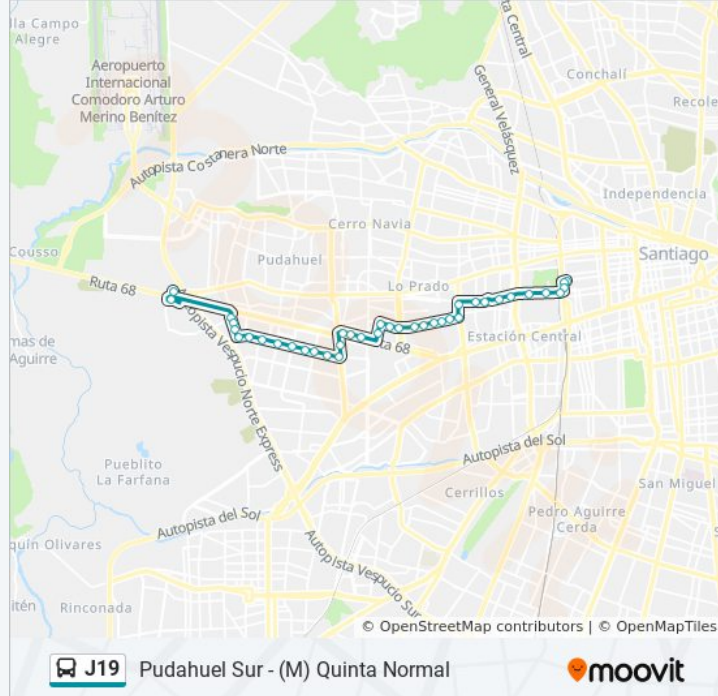 lla Campo
Alegre
Aeropuerto
Internacional
Comodoro Arturo
Merino Benítez
ta Central
General Velásquez
Conchalí
Recole
Autopista Costanera Norte
Independencia
Cerro Navia
Cousso
Pudahuel
Santiago
Ruta 68
Lo Prado
Estación Central
Ruta 68
mas de
Aguirre
Autopista Vespucio Norte Express
Pueblito
La Farfana
Autopista del Sol
Cerrillos
San Miguel
Pedro Aguirre
Cerda
Autopista del Sol
quin Olivares
Autopista Vespucio Sur
itén
Rinconada
© OpenStreetMap contributors | © OpenMapTiles
J19 Pudahuel Sur - (M) Quinta Normal
moovit